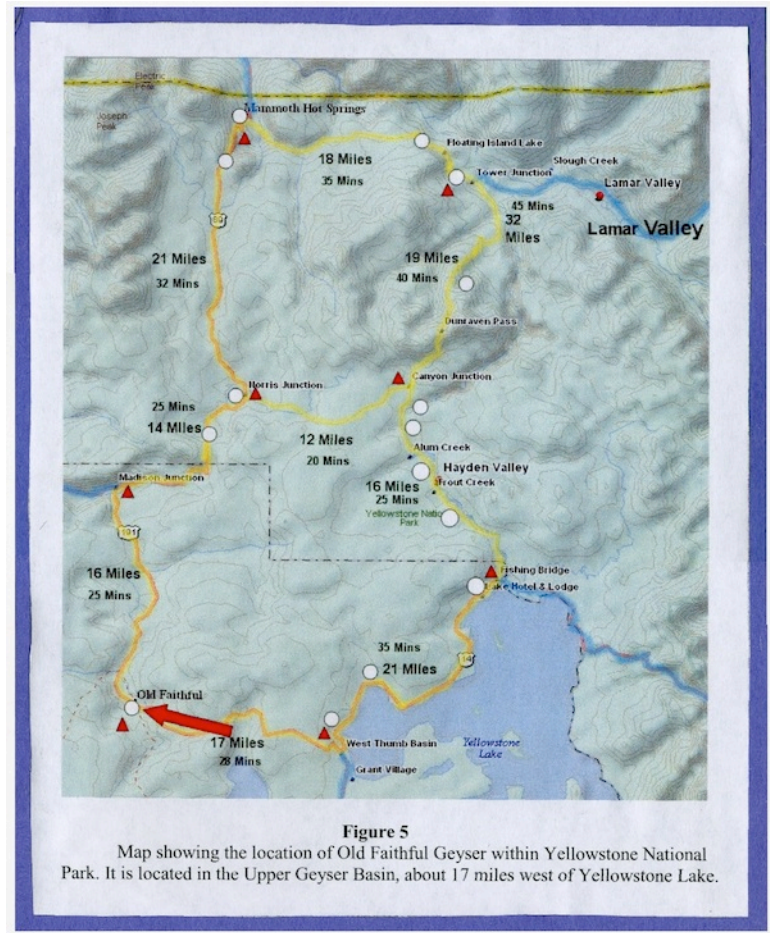 Electric
Peak
Mammoth Hot Springs
Joseph
Peak
Floating Island Lake
18 Miles
35 Mins
Slough Creek
Tower Junction
Lamar Valley
45 Mins
32
Miles
Lamar Valley
89
21 Miles
32 Mins
19 Miles
40 Mins
Dunraven Pass
Canyon Junction
Norris Junction
25 Mins
14 Miles
12 Miles
20 Mins
Alum Creek
Hayden Valley
Trout Creek
16 Miles
25 Mins
Yellowstone Natio
Park
Madison Junction
191
16 Miles
25 Mins
Fishing Bridge
Lake Hotel & Lodge
35 Mins
21 Miles
14
Old Faithful
17 Miles
28 Mins
West Thumb Basin
Yellowstone
Lake
Grant Village
Figure 5
Map showing the location of Old Faithful Geyser within Yellowstone National
Park. It is located in the Upper Geyser Basin, about 17 miles west of Yellowstone Lake.